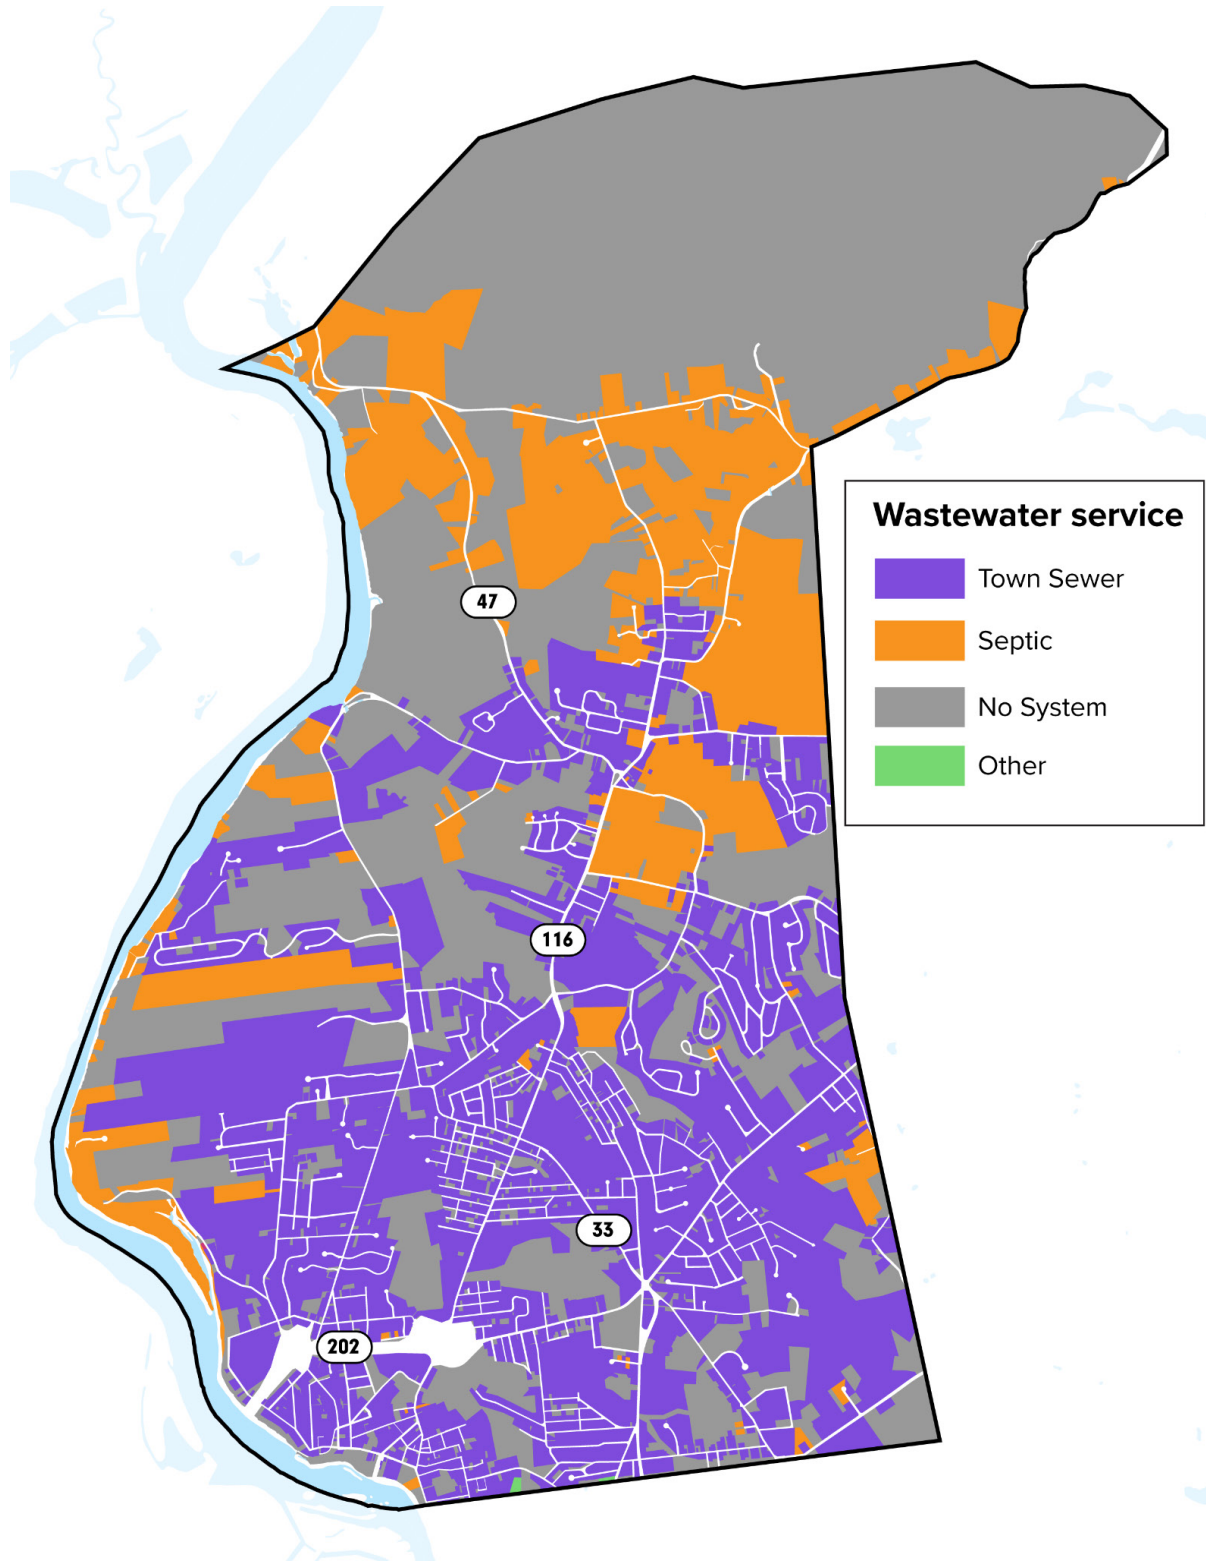 Wastewater service
Town Sewer
Septic
No System
Other
47
116
33
202